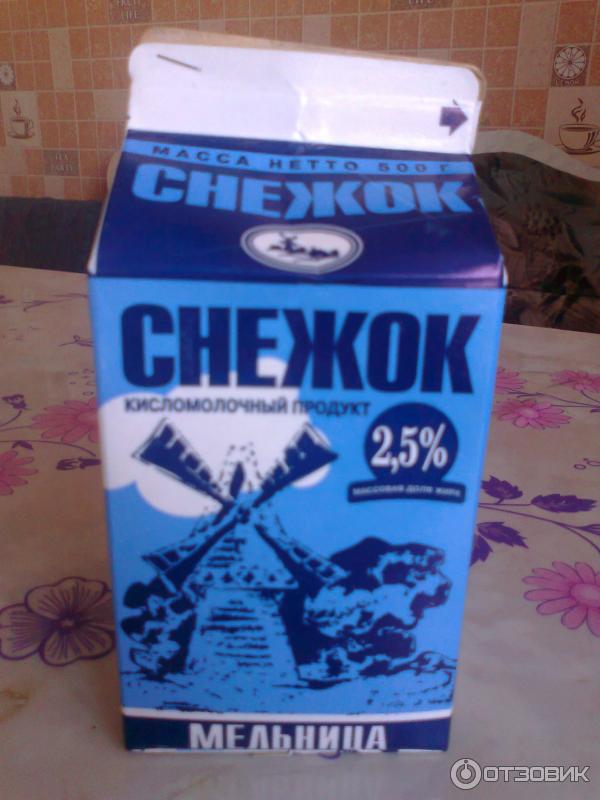 МАССА НЕТТО 500 Г
СНЕЖОК
СНЕЖОК
КИСЛОМОЛОЧНЫЙ ПРОДУКТ
2,5%
МАССОВАЯ ДОЛЯ ЖИРА
МЕЛЬНИЦА
ОТЗОВИК